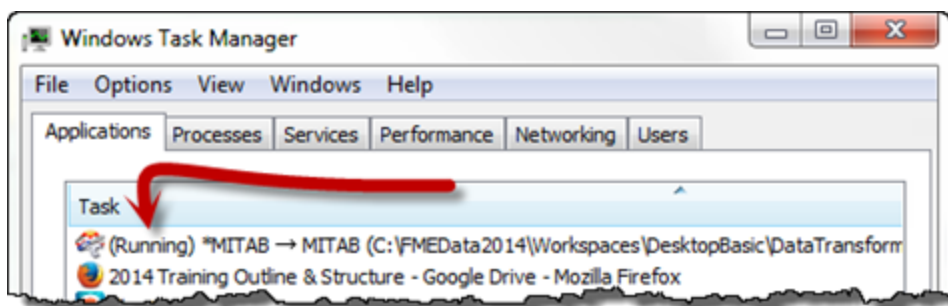 Windows Task Manager
File Options View Windows Help
Applications Processes Services Performance Networking Users
Task
(Running) *MITAB → MITAB (C:\FMEData2014\Workspaces\DesktopBasic\DataTransform
2014 Training Outline & Structure - Google Drive - Mozilla Firefox